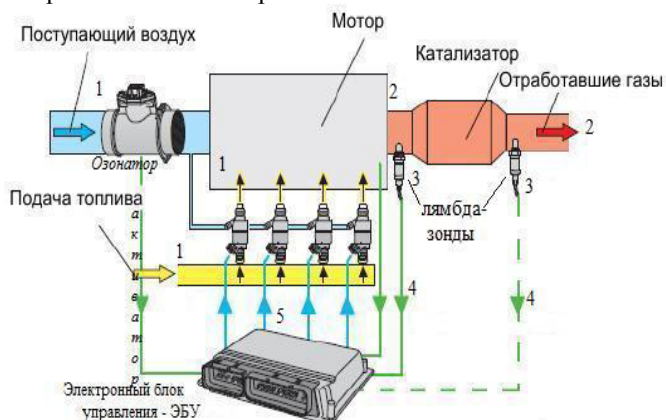 Мотор
Поступающий воздух
Катализатор
Отработавшие газы
1
2
2
Озонатор
1
3
3
лямбда-
зонды
Подача топлива
активатор
1
4
4
5
Электронный блок
управления - ЭБУ